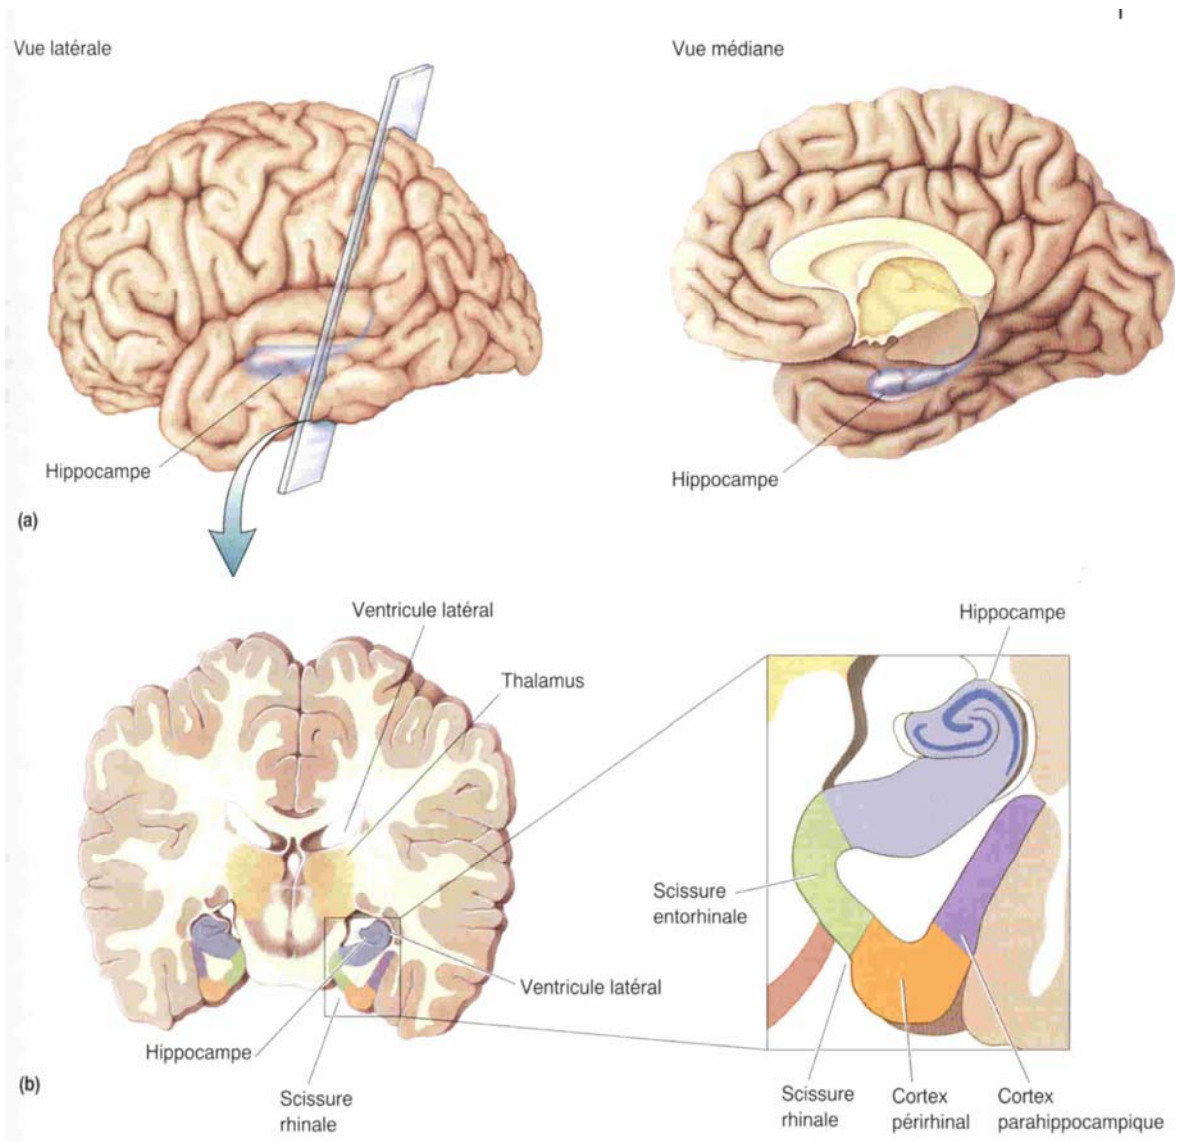 Vue latérale
Vue médiane
Hippocampe
Hippocampe
(a)
Ventricule latéral
Thalamus
Hippocampe
Scissure
entorhinale
Ventricule latéral
Hippocampe
Scissure
rhinale
Scissure
rhinale
Cortex
périrhinal
Cortex
parahippocampique
(b)